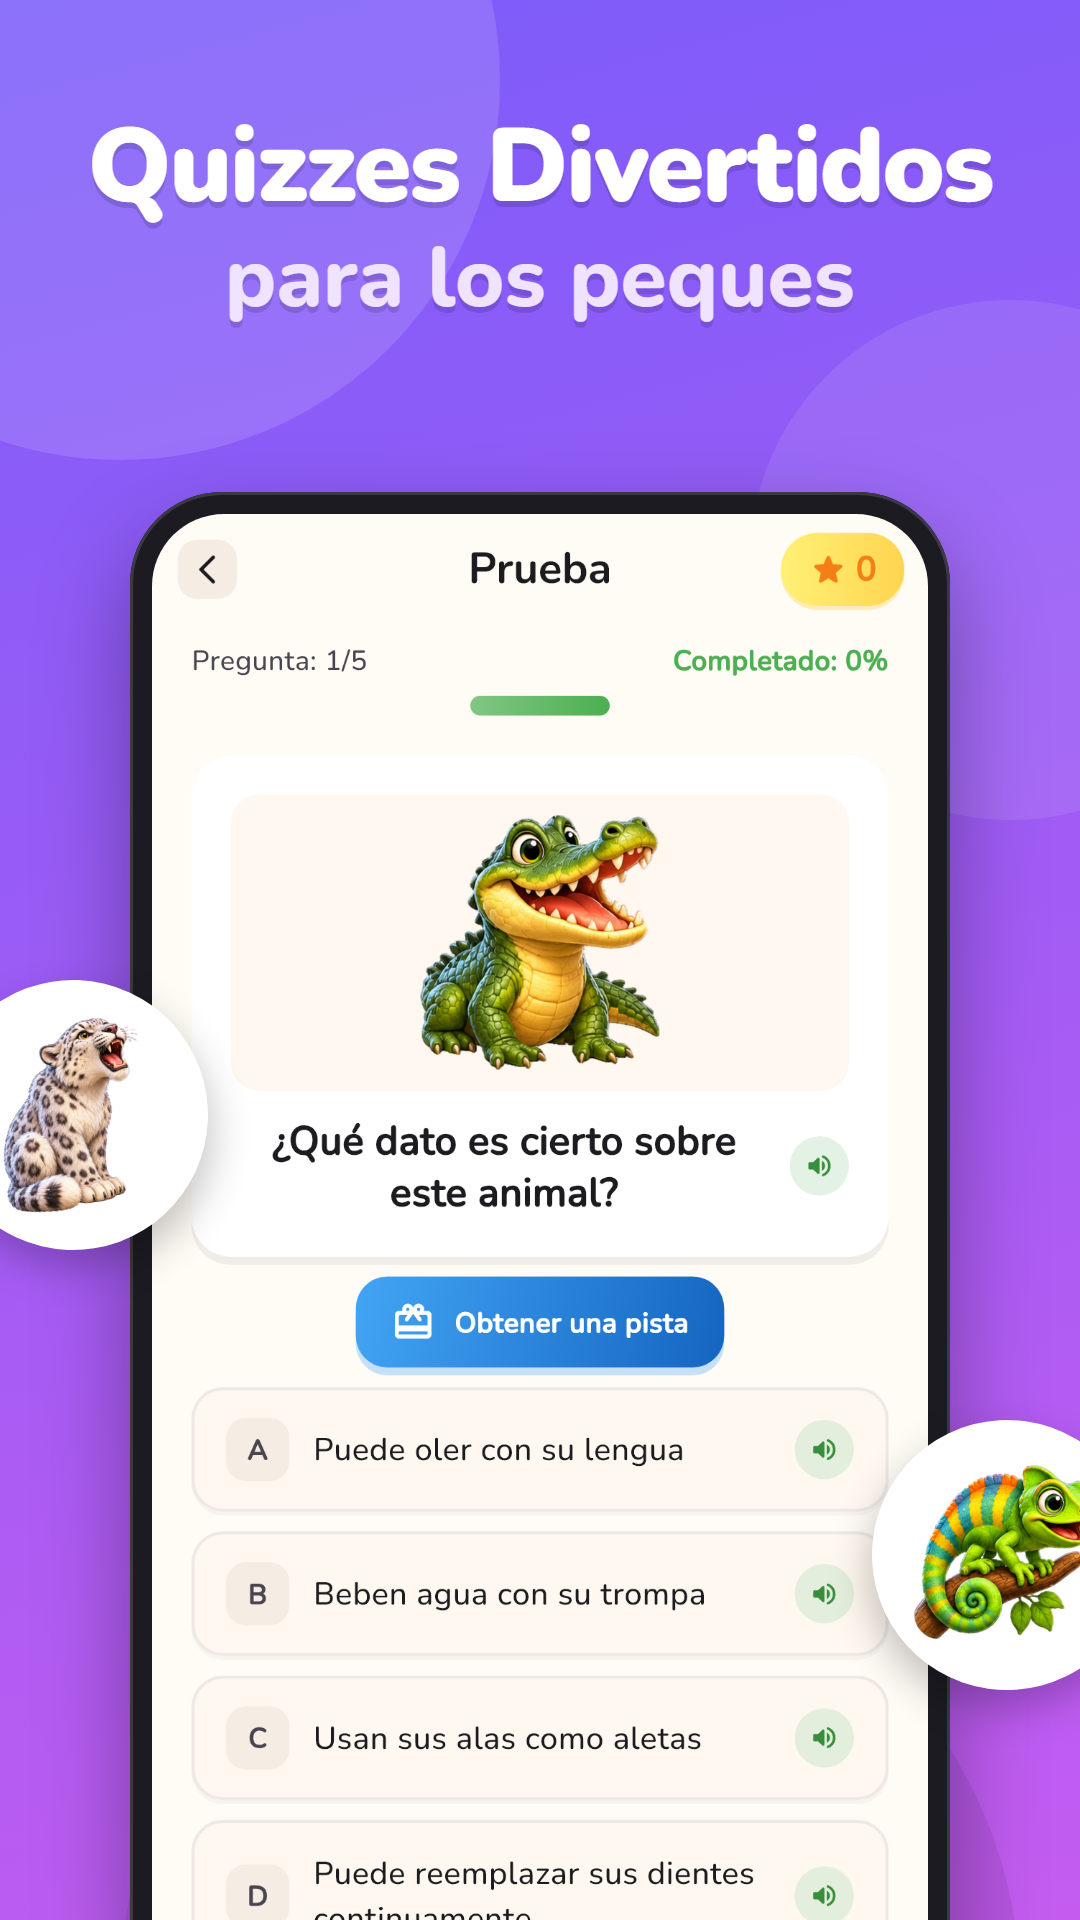 Quizzes Divertidos
para los peques
Prueba
0
Pregunta: 1/5
Completado: 0%
¿Qué dato es cierto sobre
este animal?
Obtener una pista
A
Puede oler con su lengua
B
Beben agua con su trompa
C
Usan sus alas como aletas
D
Puede reemplazar sus dientes
continuamente